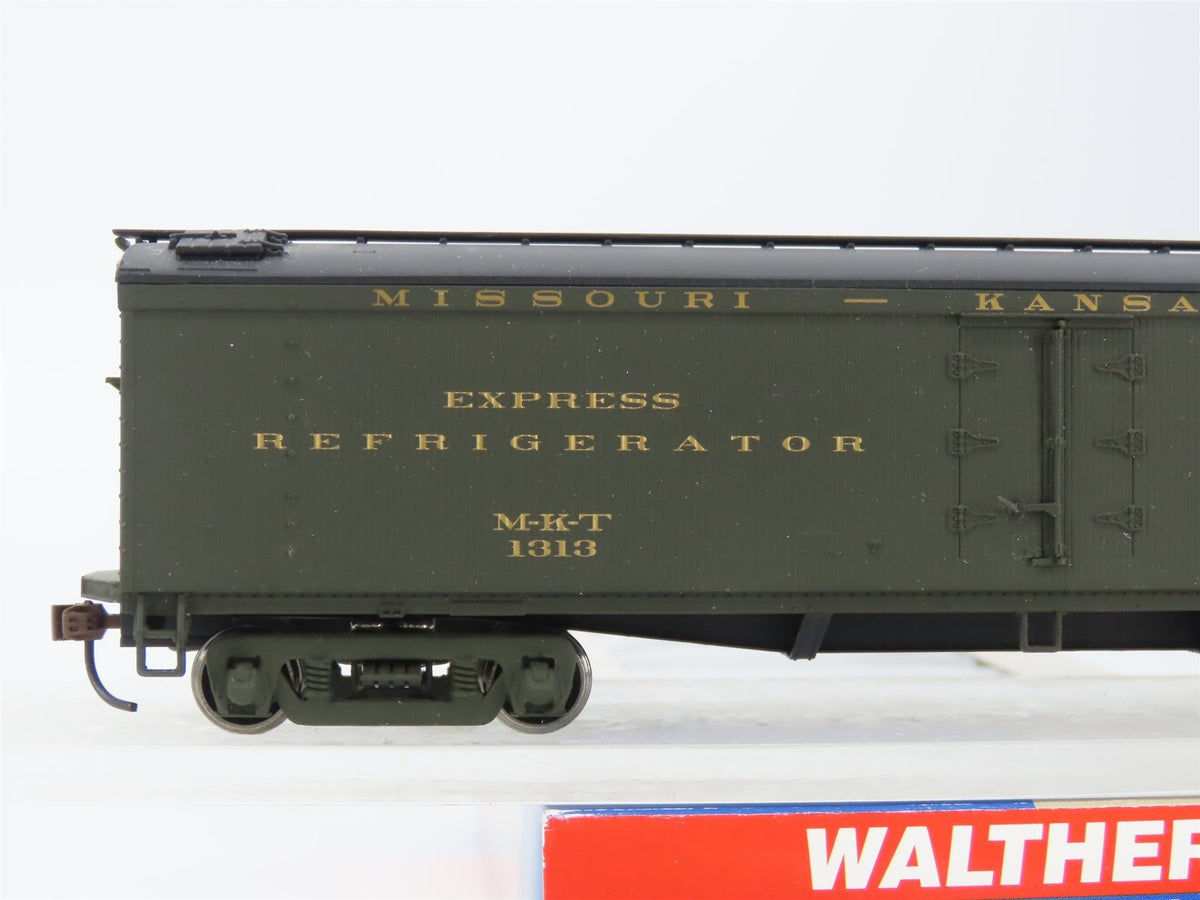 MISSOURI — KANSA
EXPRESS
REFRIGERATOR
M-K-T
1313
WALTHER